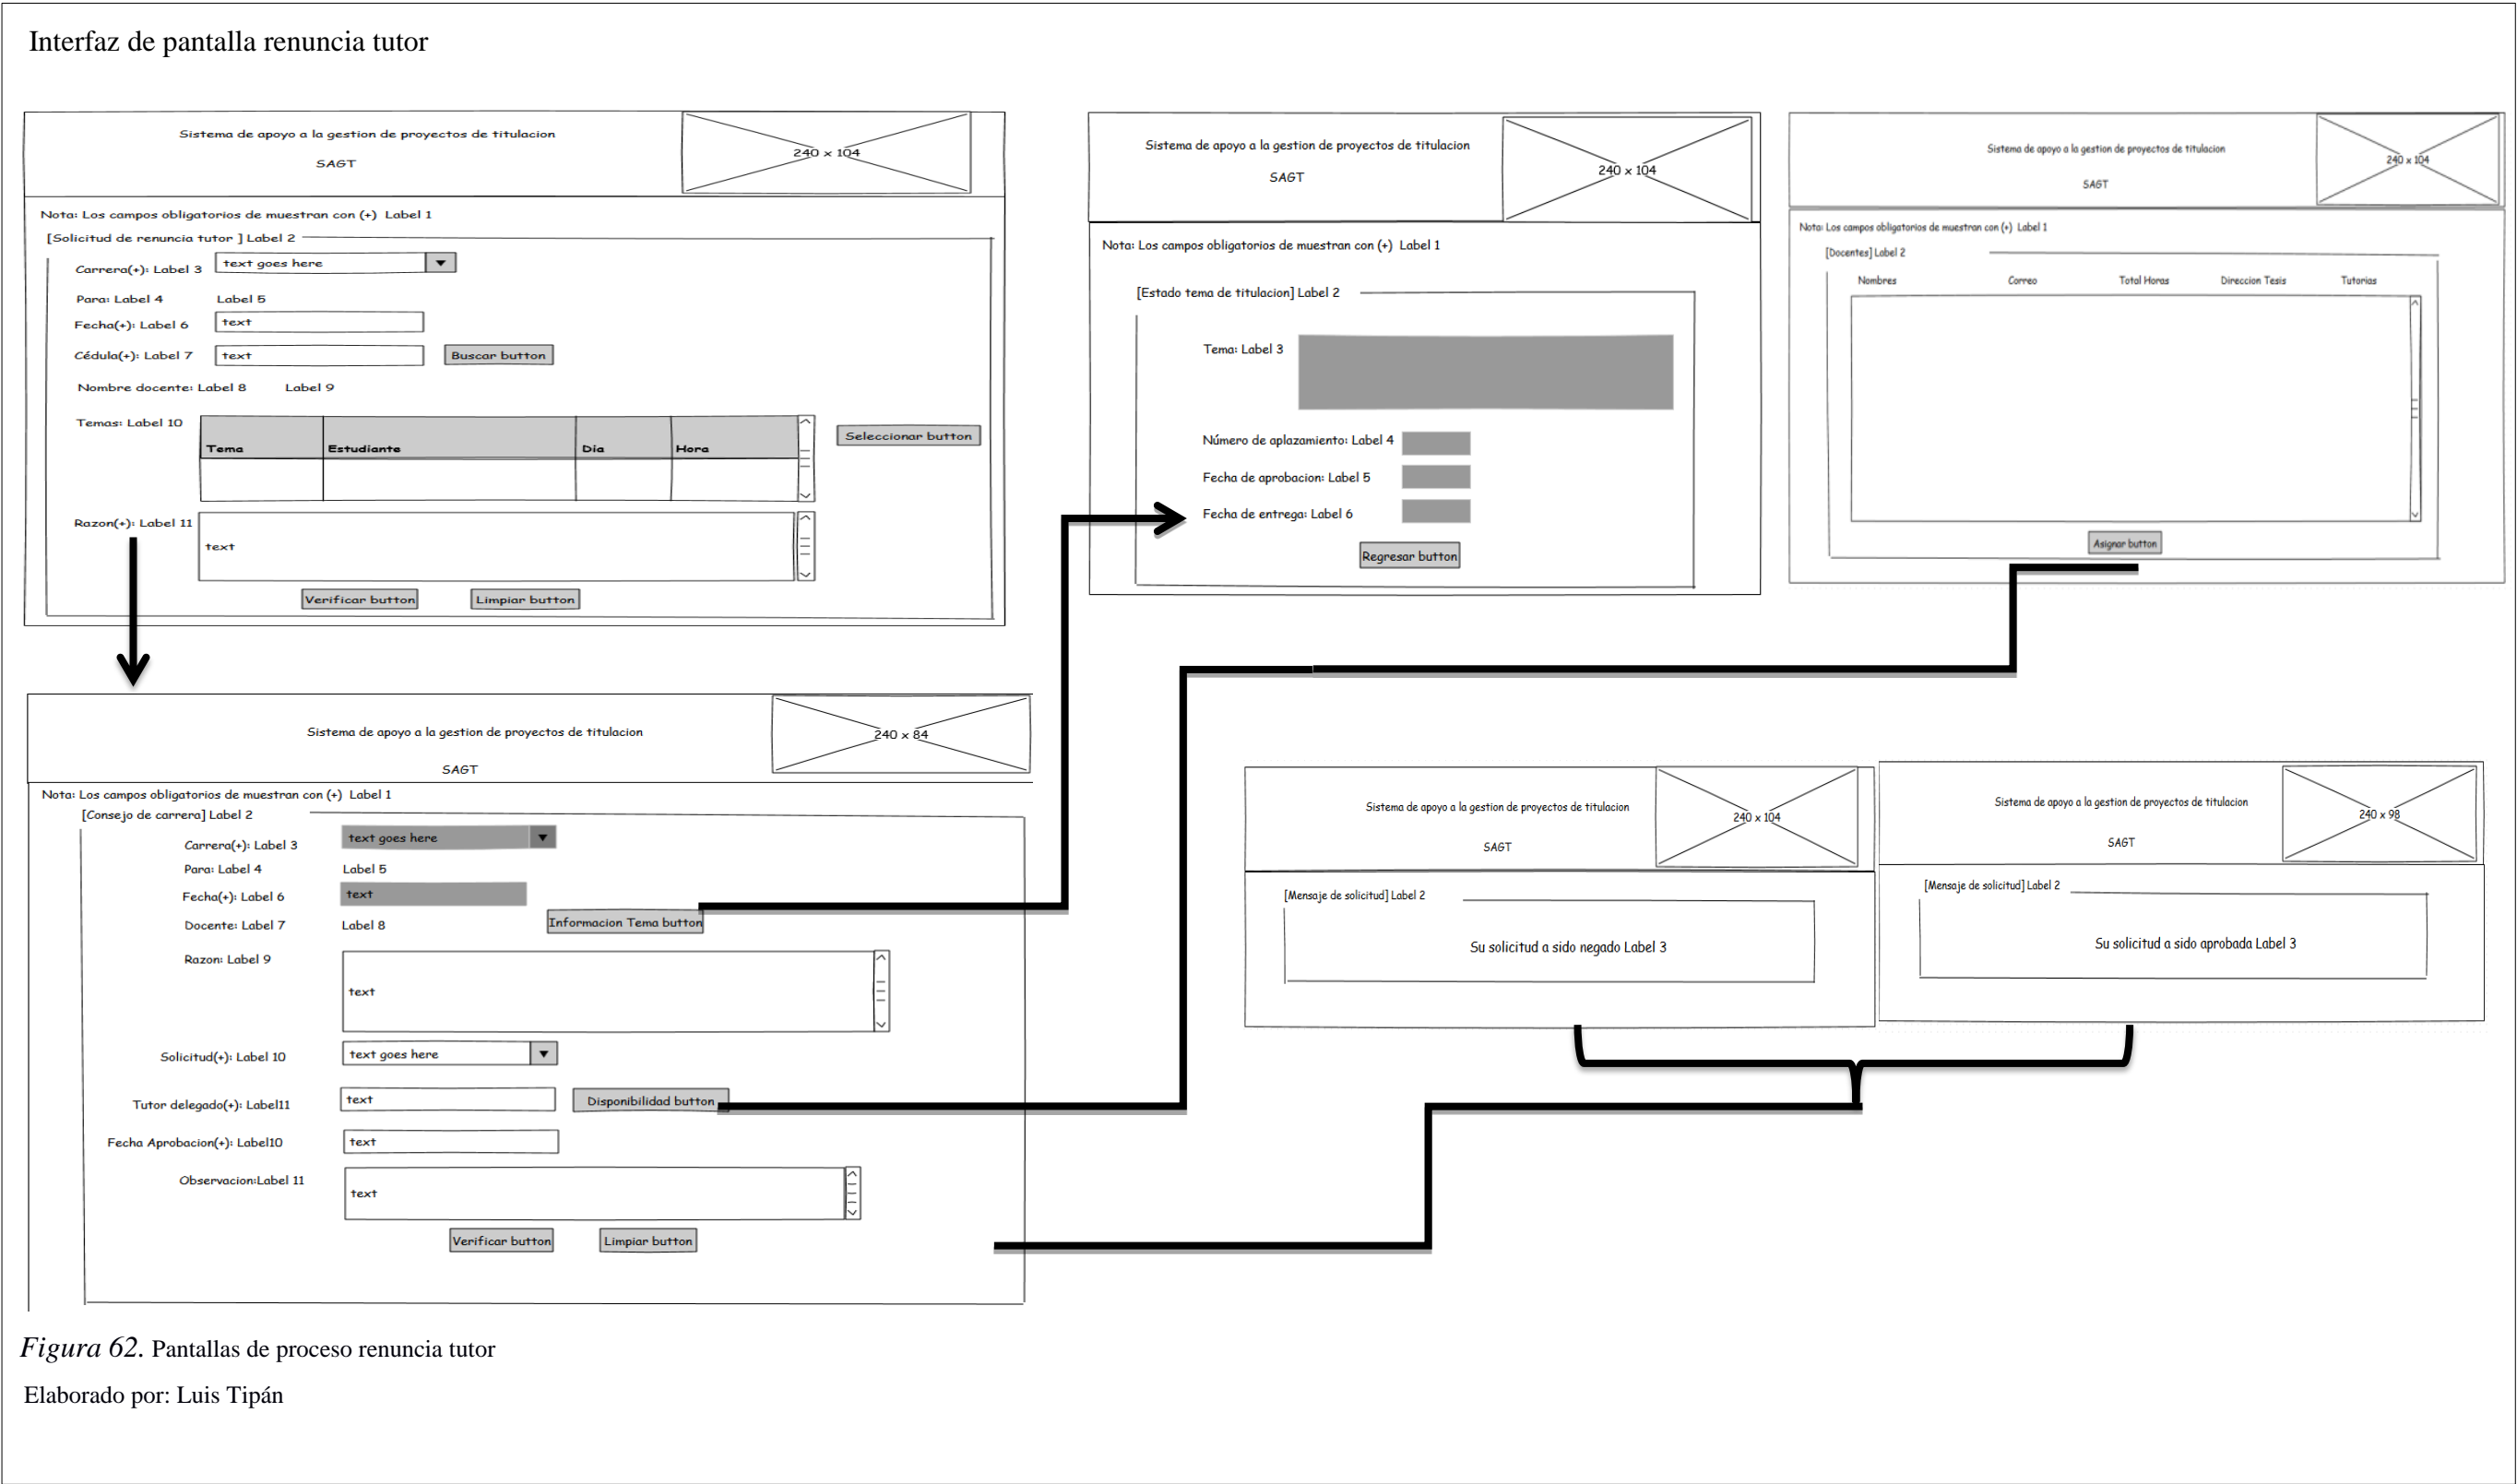 Interfaz de pantalla renuncia tutor
Sistema de apoyo a la gestion de proyectos de titulacion
SAGT
240 x 104
Nota: Los campos obligatorios de muestran con (+) Label 1
[Solicitud de renuncia tutor ] Label 2
Carrera(+): Label 3 text goes here
Para: Label 4 Label 5
Fecha(+): Label 6 text
Cédula(+): Label 7 text Buscar button
Nombre docente: Label 8 Label 9
Temas: Label 10
Tema Estudiante Dia Hora
Seleccionar button
Razon(+): Label 11
text
Verificar button Limpiar button
Sistema de apoyo a la gestion de proyectos de titulacion
SAGT
240 x 104
Nota: Los campos obligatorios de muestran con (+) Label 1
[Estado tema de titulacion] Label 2
Tema: Label 3
Número de aplazamiento: Label 4
Fecha de aprobacion: Label 5
Fecha de entrega: Label 6
Regresar button
Sistema de apoyo a la gestion de proyectos de titulacion
SAGT
240 x 104
Nota: Los campos obligatorios de muestran con (+) Label 1
[Docentes] Label 2
Nombres Correo Total Horas Direccion Tesis Tutorias
Asignar button
Sistema de apoyo a la gestion de proyectos de titulacion
SAGT
240 x 84
Nota: Los campos obligatorios de muestran con (+) Label 1
[Consejo de carrera] Label 2
Carrera(+): Label 3 text goes here
Para: Label 4 Label 5
Fecha(+): Label 6 text
Docente: Label 7 Label 8 Informacion Tema button
Razon: Label 9
text
Solicitud(+): Label 10 text goes here
Tutor delegado(+): Label11 text Disponibilidad button
Fecha Aprobacion(+): Label10 text
Observacion:Label 11
text
Verificar button Limpiar button
Sistema de apoyo a la gestion de proyectos de titulacion
SAGT
240 x 104
[Mensaje de solicitud] Label 2
Su solicitud a sido negado Label 3
Sistema de apoyo a la gestion de proyectos de titulacion
SAGT
240 x 98
[Mensaje de solicitud] Label 2
Su solicitud a sido aprobada Label 3
Figura 62. Pantallas de proceso renuncia tutor
Elaborado por: Luis Tipán